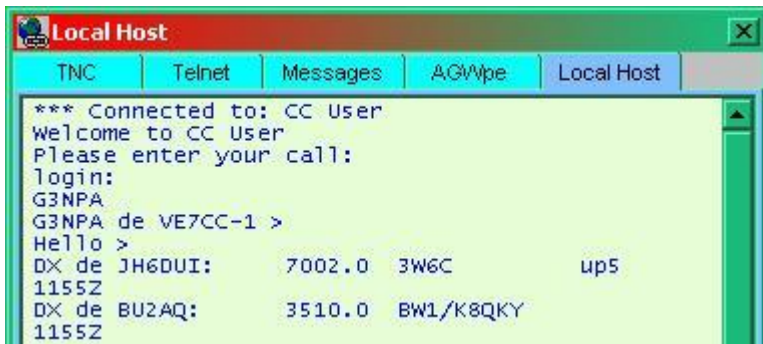 Local Host
TNC Telnet Messages AGWpe Local Host
*** Connected to: CC User
Welcome to CC User
Please enter your call:
login:
G3NPA
G3NPA de VE7CC-1 >
Hello >
DX de JH6DUI: 7002.0 3W6C up5
1155Z
DX de BU2AQ: 3510.0 BW1/K8QKY
1155Z